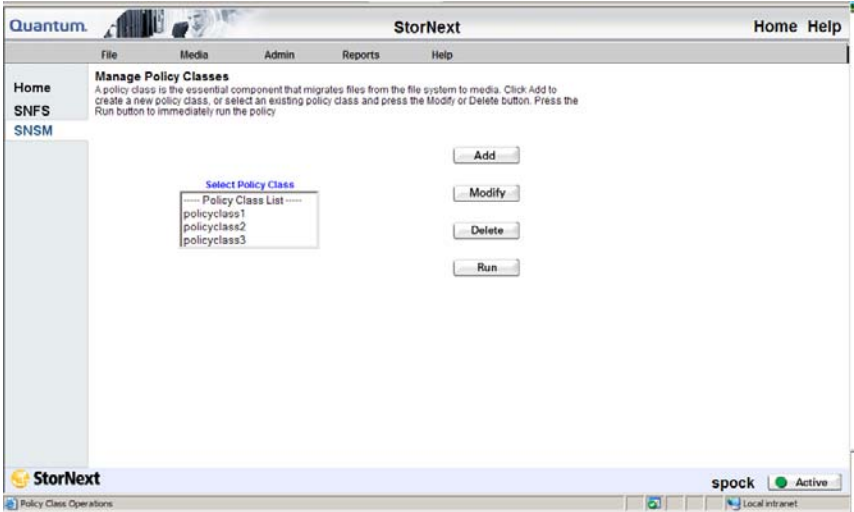 Quantum. StorNext Home Help
File Media Admin Reports Help
Home
SNFS
SNSM
Manage Policy Classes
A policy class is the essential component that migrates files from the file system to media. Click Add to
create a new policy class, or select an existing policy class and press the Modify or Delete button. Press the
Run button to immediately run the policy
Add
Select Policy Class
Modify
----- Policy Class List -----
policyclass1
policyclass2
Delete
policyclass3
Run
StorNext
spock Active
Policy Class Operations Local intranet